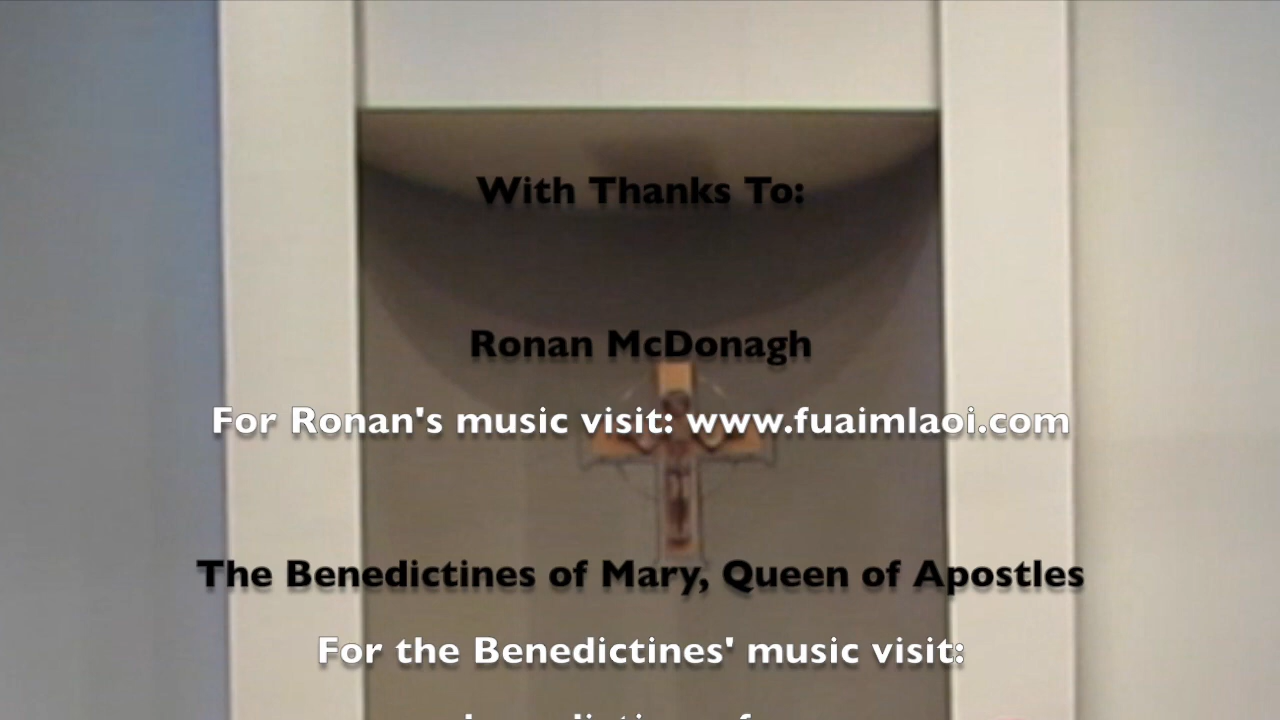 With Thanks To:
Ronan McDonagh
For Ronan's music visit: www.fuaimlaoi.com
The Benedictines of Mary, Queen of Apostles
For the Benedictines' music visit: